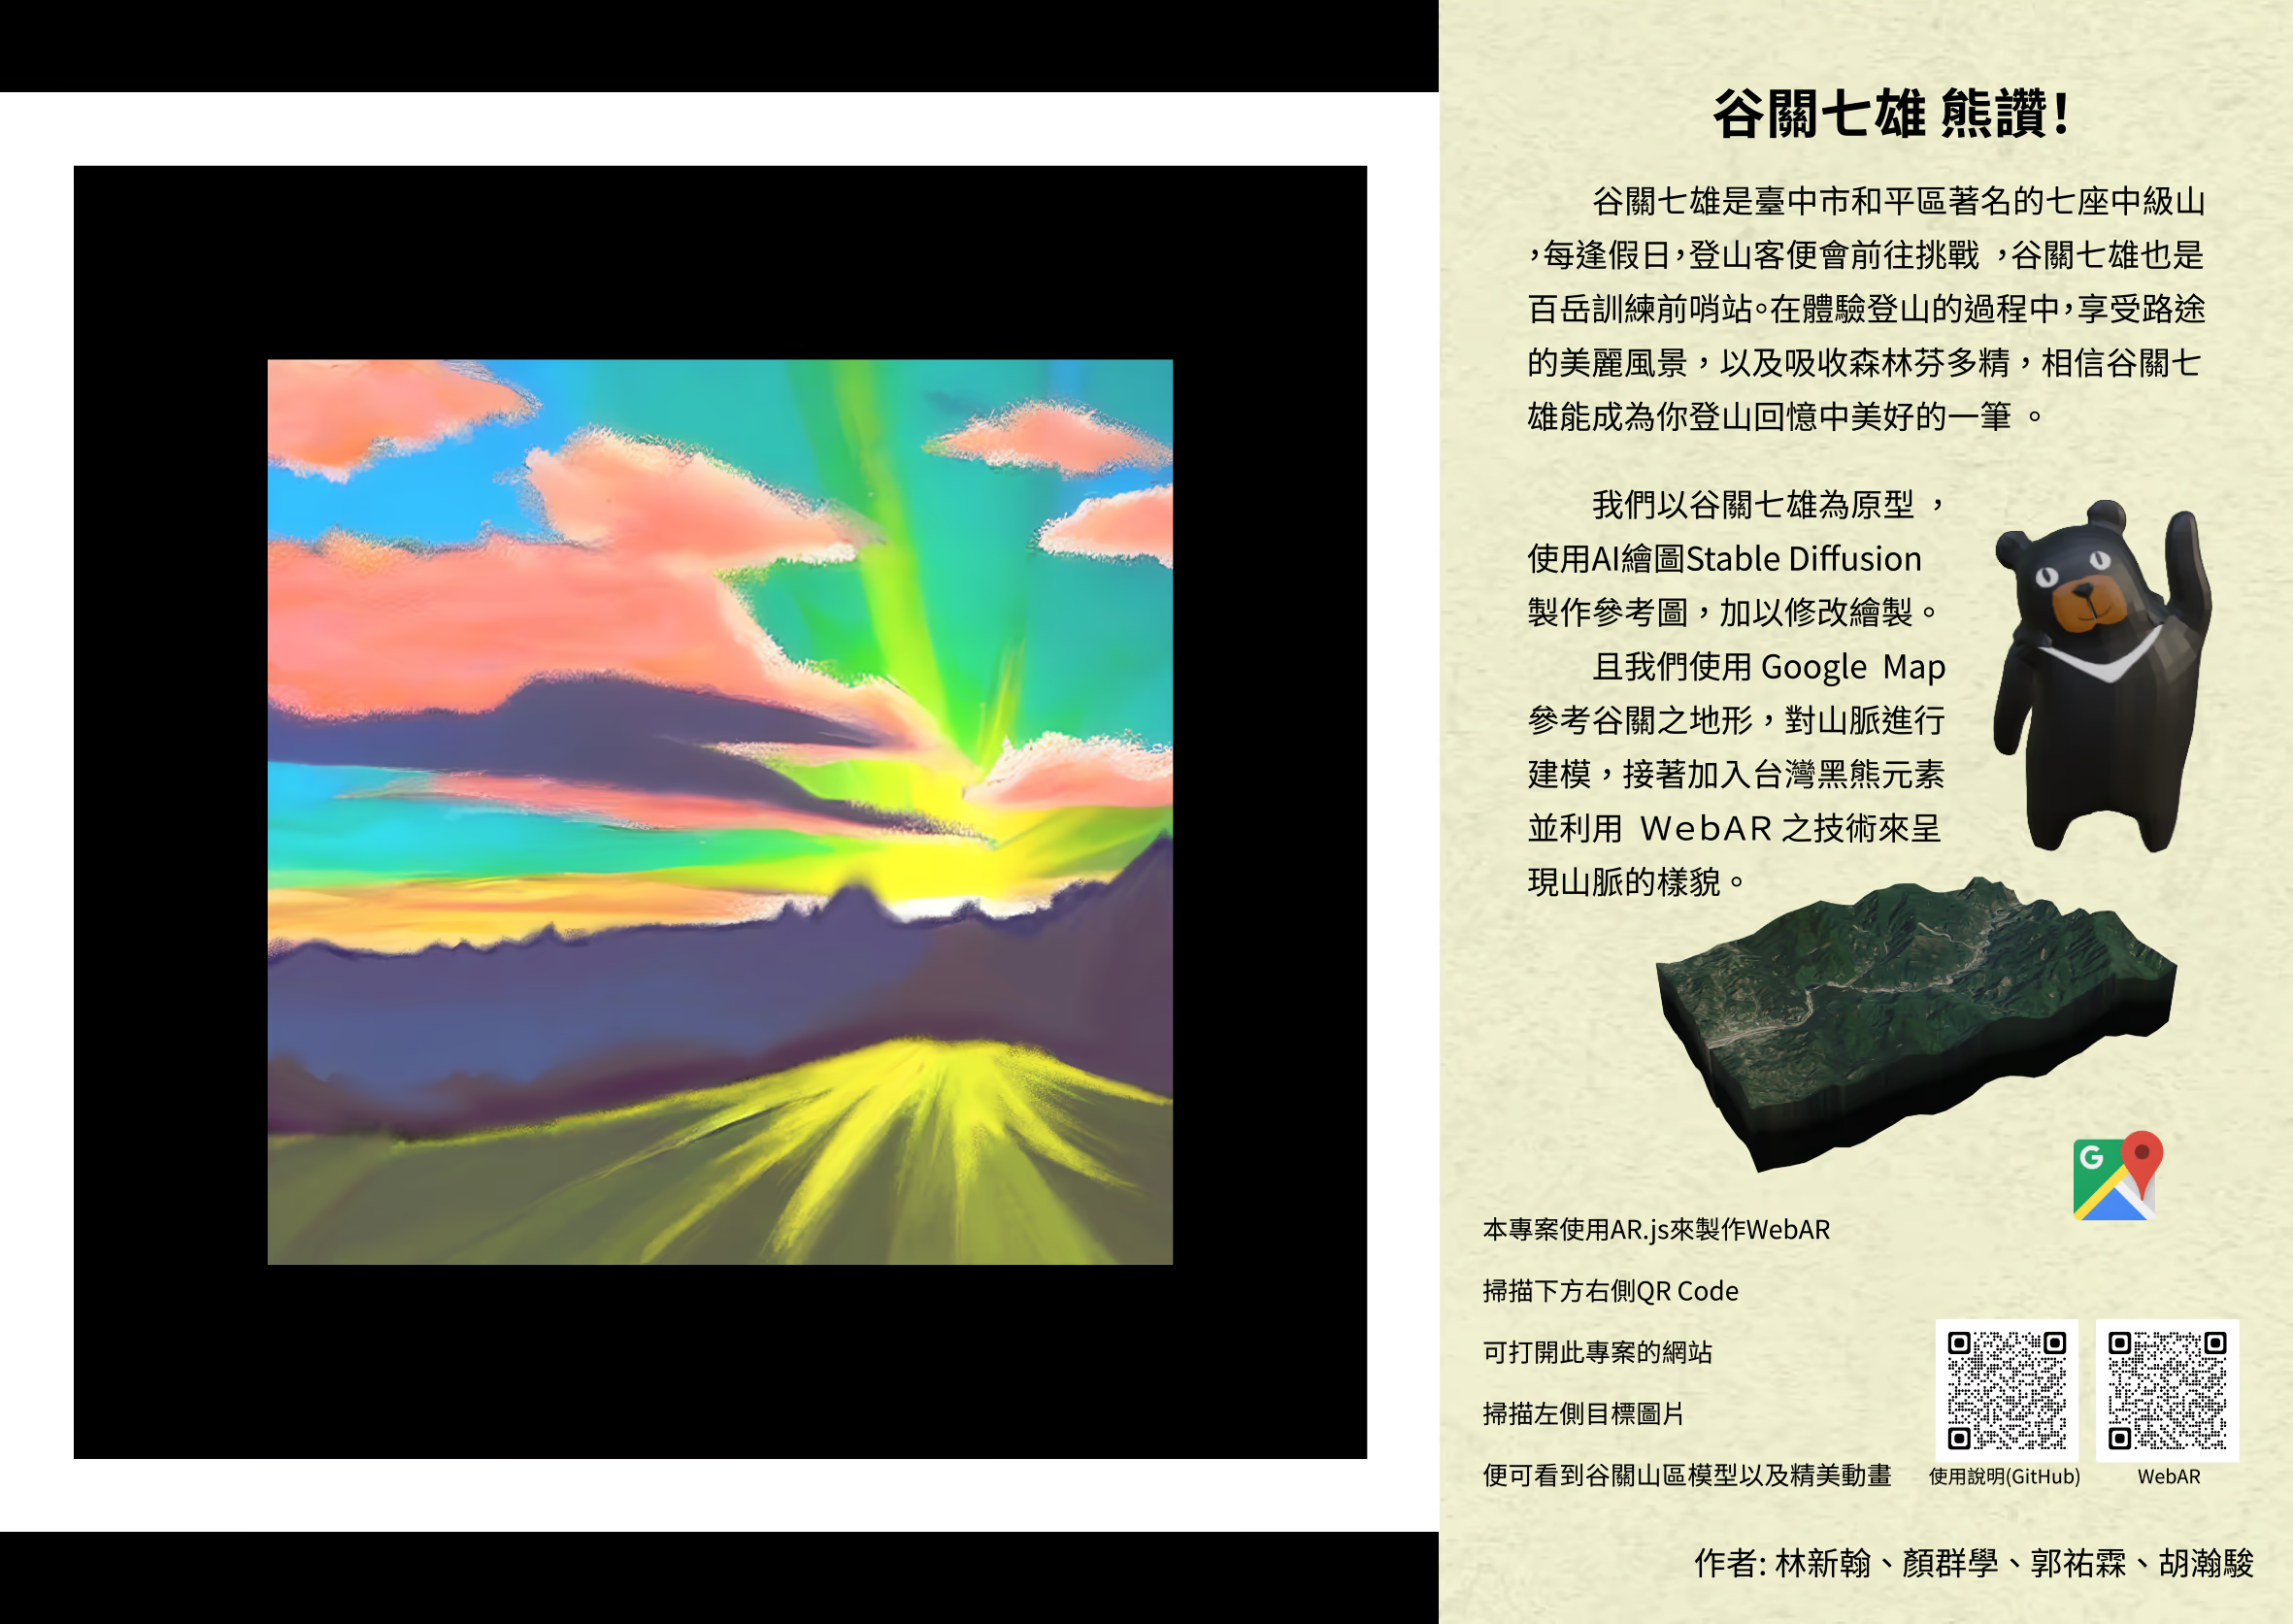 谷關七雄 熊讚!
谷關七雄是臺中市和平區著名的七座中級山
,每逢假日,登山客便會前往挑戰 ,谷關七雄也是
百岳訓練前哨站。在體驗登山的過程中,享受路途
的美麗風景,以及吸收森林芬多精,相信谷關七
雄能成為你登山回憶中美好的一筆 。
我們以谷關七雄為原型 ,
使用AI繪圖Stable Diffusion
製作參考圖,加以修改繪製。
且我們使用 Google Map
參考谷關之地形,對山脈進行
建模,接著加入台灣黑熊元素
並利用 WebAR 之技術來呈
現山脈的樣貌。
G
本專案使用AR.js來製作WebAR
掃描下方右側QR Code
可打開此專案的網站
掃描左側目標圖片
便可看到谷關山區模型以及精美動畫
使用說明(GitHub)
WebAR
作者: 林新翰、顏群學、郭祐霖、胡瀚駿